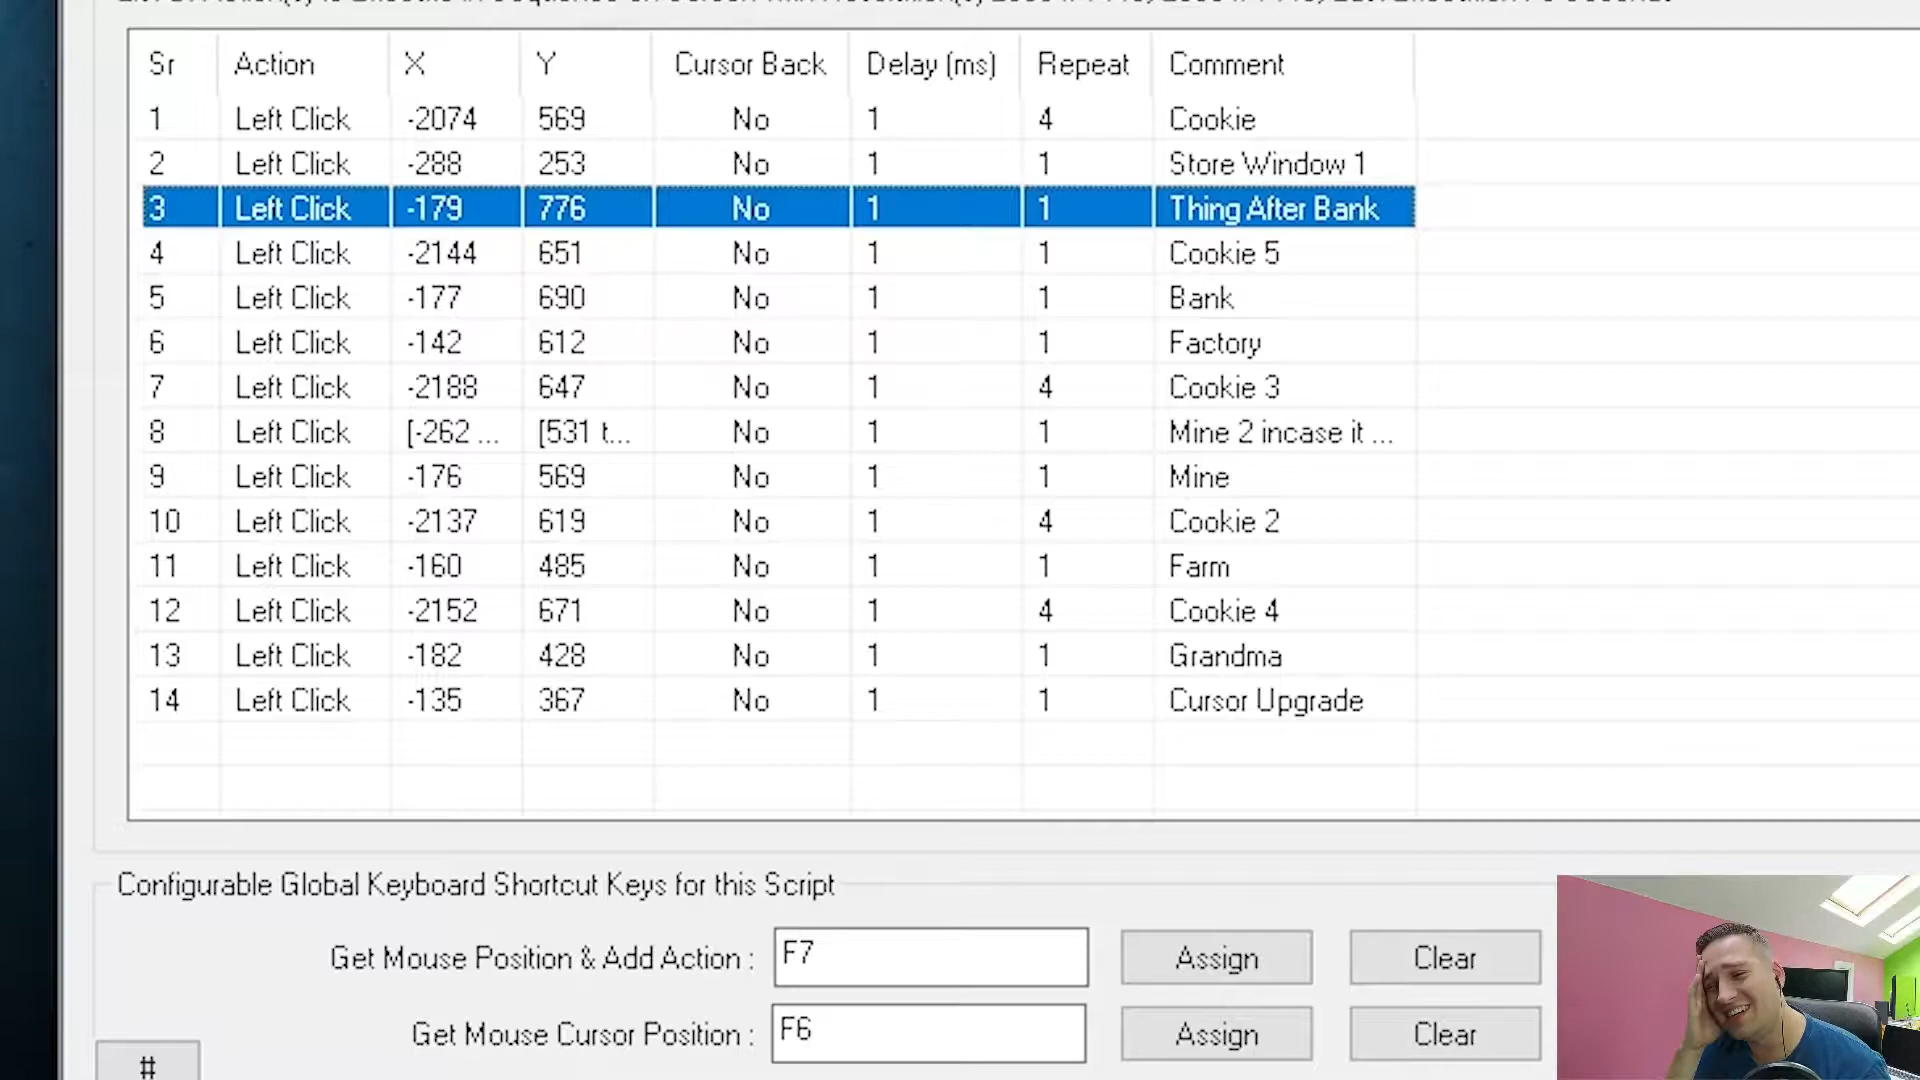 Sr Action X Y Cursor Back Delay (ms) Repeat Comment
1 Left Click -2074 569 No 1 4 Cookie
2 Left Click -288 253 No 1 1 Store Window 1
3 Left Click -179 776 No 1 1 Thing After Bank
4 Left Click -2144 651 No 1 1 Cookie 5
5 Left Click -177 690 No 1 1 Bank
6 Left Click -142 612 No 1 1 Factory
7 Left Click -2188 647 No 1 4 Cookie 3
8 Left Click [-262 ... [531 t... No 1 1 Mine 2 incase it ...
9 Left Click -176 569 No 1 1 Mine
10 Left Click -2137 619 No 1 4 Cookie 2
11 Left Click -160 485 No 1 1 Farm
12 Left Click -2152 671 No 1 4 Cookie 4
13 Left Click -182 428 No 1 1 Grandma
14 Left Click -135 367 No 1 1 Cursor Upgrade
Configurable Global Keyboard Shortcut Keys for this Script
Get Mouse Position & Add Action : F7 Assign Clear
Get Mouse Cursor Position : F6 Assign Clear
#